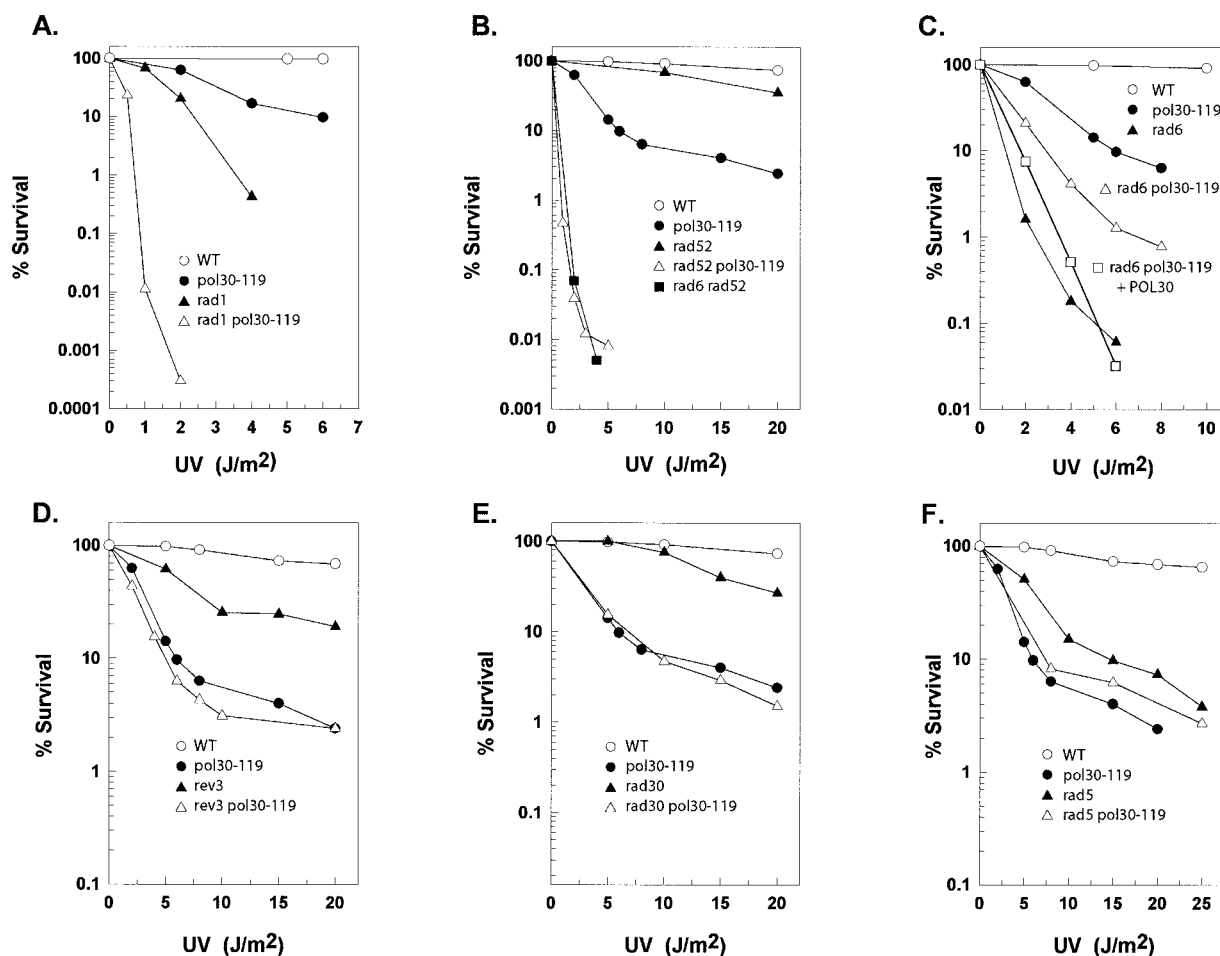 A.
100
10
1
0.1
0.01
0.001
0.0001
% Survival
WT
pol30-119
rad1
rad1 pol30-119
0 1 2 3 4 5 6 7
UV (J/m2)
B.
100
10
1
0.1
0.01
0.001
% Survival
WT
pol30-119
rad52
rad52 pol30-119
rad6 rad52
0 5 10 15 20
UV (J/m2)
C.
100
10
1
0.1
0.01
% Survival
WT
pol30-119
rad6
rad6 pol30-119
rad6 pol30-119
+ POL30
0 2 4 6 8 10
UV (J/m2)
D.
100
10
1
0.1
% Survival
WT
pol30-119
rev3
rev3 pol30-119
0 5 10 15 20
UV (J/m2)
E.
100
10
1
0.1
% Survival
WT
pol30-119
rad30
rad30 pol30-119
0 5 10 15 20
UV (J/m2)
F.
100
10
1
0.1
% Survival
WT
pol30-119
rad5
rad5 pol30-119
0 5 10 15 20 25
UV (J/m2)